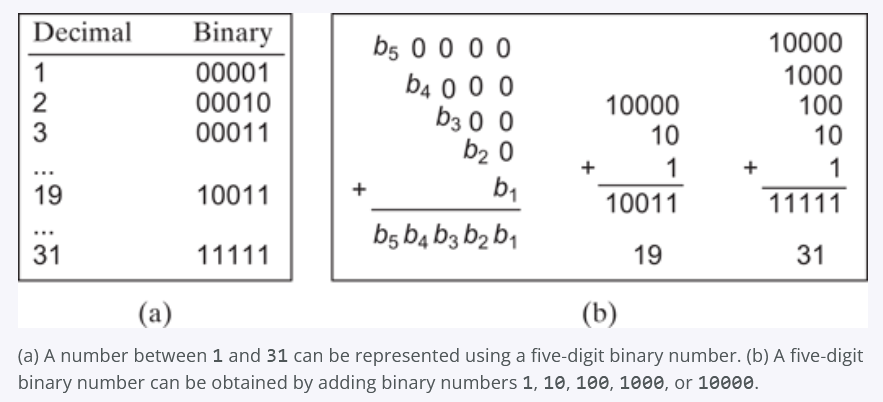 Decimal Binary
1 00001
2 00010
3 00011
...
19 10011
...
31 11111
(a)
b5 0 0 0 0
b4 0 0 0
b3 0 0
b2 0
+ b1
b5 b4 b3 b2 b1
10000
10
+ 1
10011
19
10000
1000
100
10
+ 1
11111
31
(b)
(a) A number between 1 and 31 can be represented using a five-digit binary number. (b) A five-digit
binary number can be obtained by adding binary numbers 1, 10, 100, 1000, or 10000.